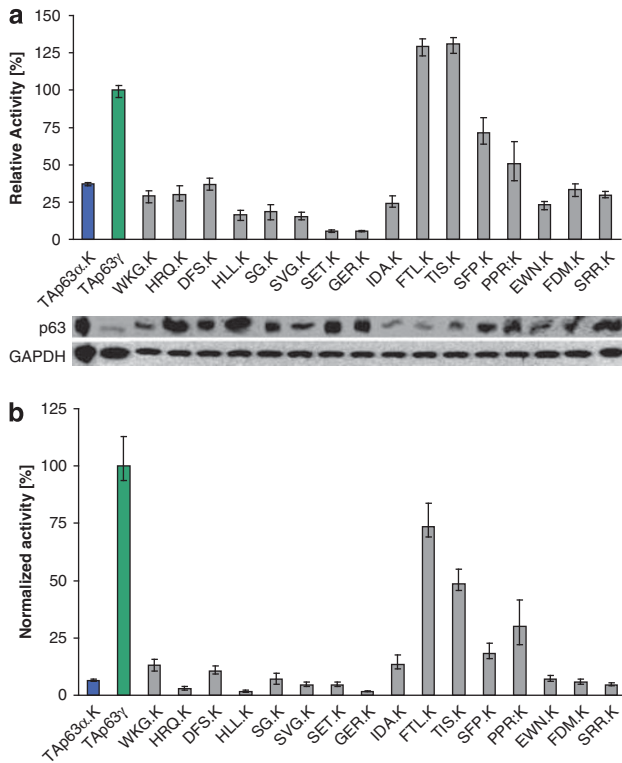 a
Relative Activity [%]
150
125
100
75
50
25
0
TAp63α.K TAp63γ WKG.K HRQ.K DFS.K HLL.K SG.K SVG.K SET.K GER.K IDA.K FTL.K TIS.K SFP.K PPR.K EWN.K FDM.K SRR.K
p63
GAPDH
b
Normalized activity [%]
125
100
75
50
25
0
TAp63α.K TAp63γ WKG.K HRQ.K DFS.K HLL.K SG.K SVG.K SET.K GER.K IDA.K FTL.K TIS.K SFP.K PPR.K EWN.K FDM.K SRR.K